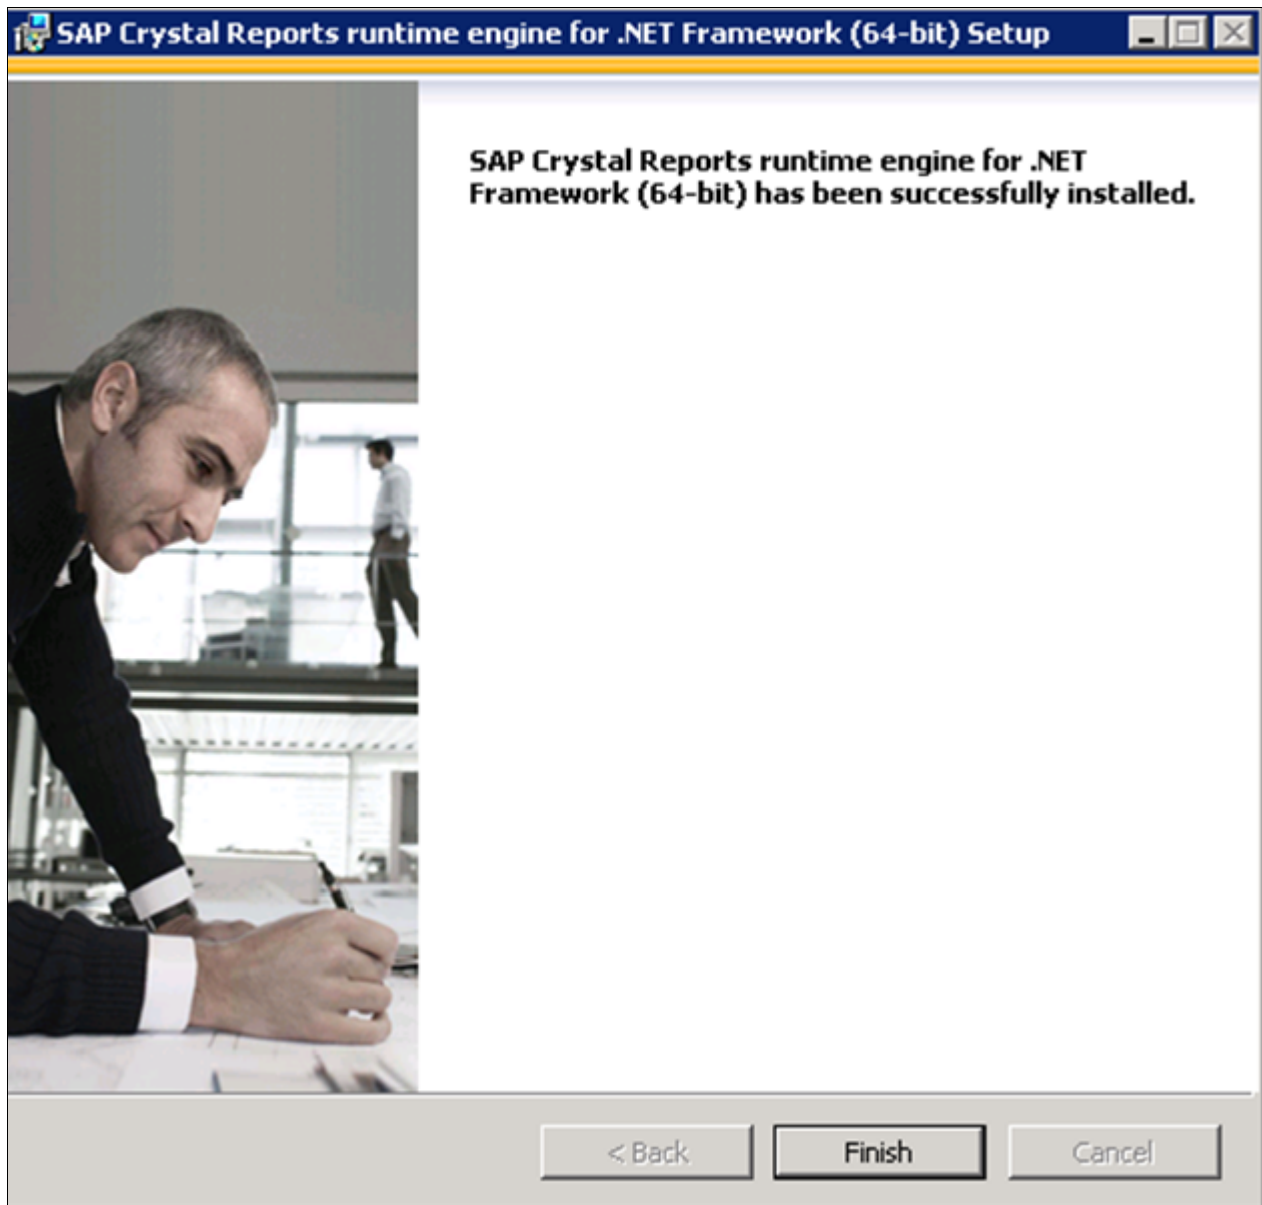 SAP Crystal Reports runtime engine for .NET Framework (64-bit) Setup
SAP Crystal Reports runtime engine for .NET
Framework (64-bit) has been successfully installed.
< Back
Finish
Cancel